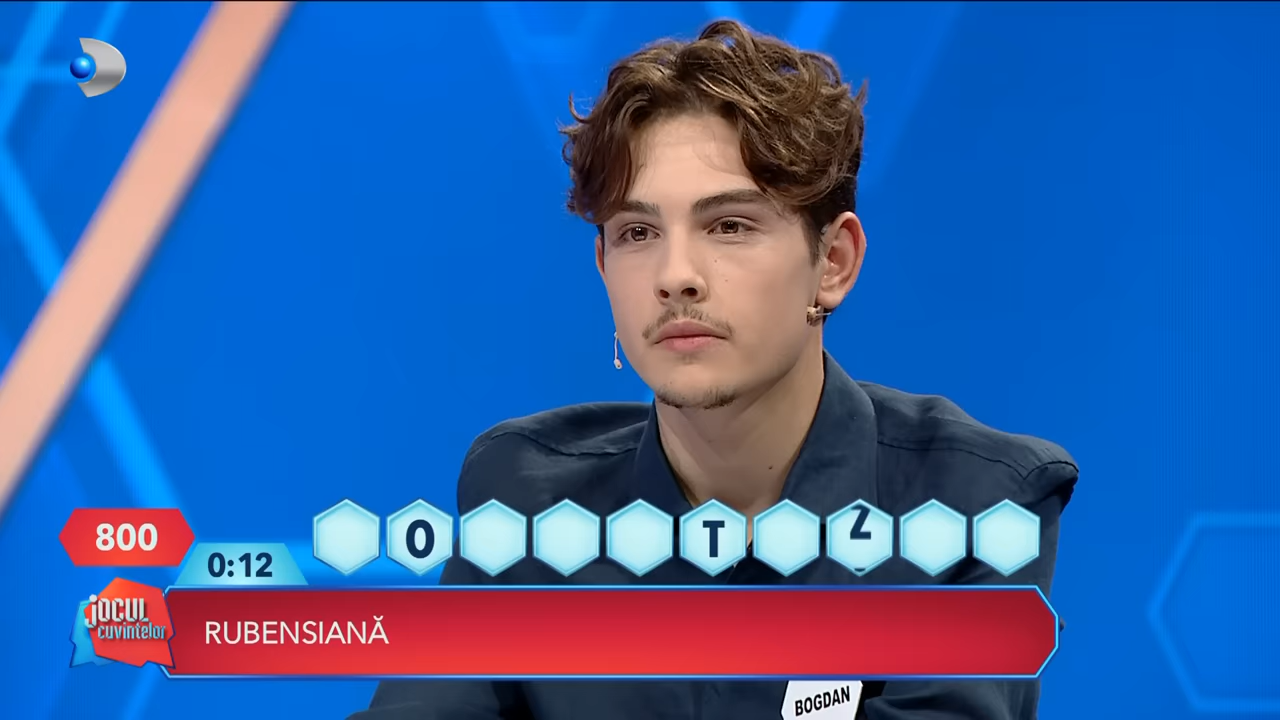 800
0:12
O T Z
JOCUL
cuvintelor
RUBENSIANĂ
BOGDAN